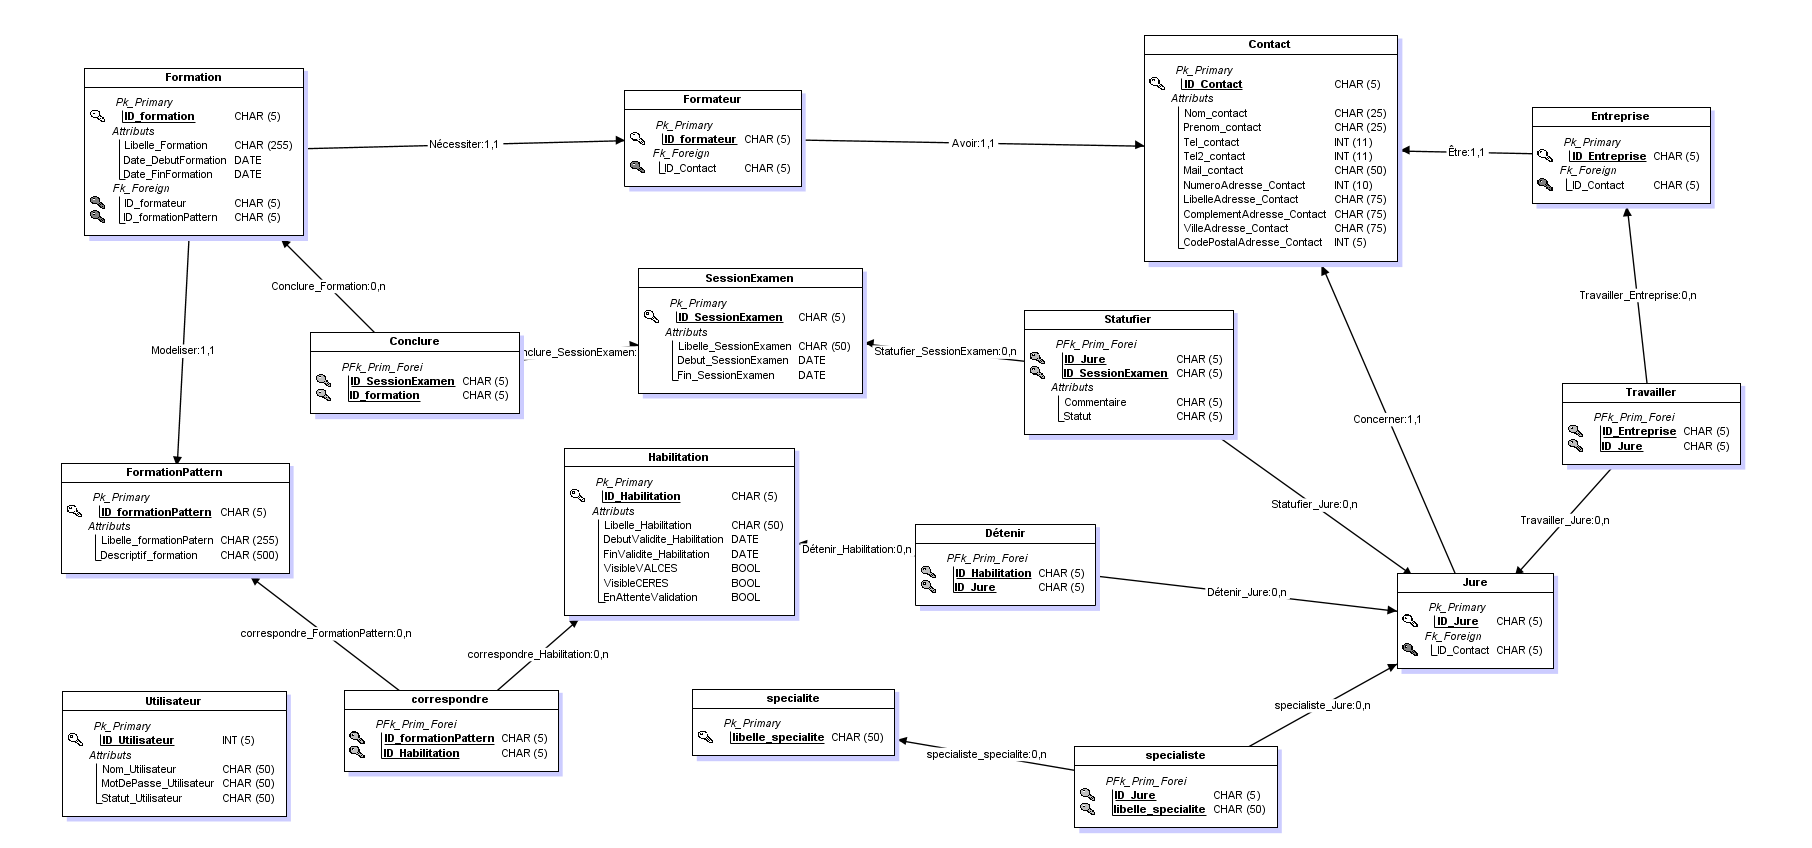 Formation
Pk_Primary
ID_formation CHAR (5)
Attributs
Libelle_Formation CHAR (255)
Date_DebutFormation DATE
Date_FinFormation DATE
Fk_Foreign
ID_formateur CHAR (5)
ID_formationPattern CHAR (5)
Nécessiter:1,1
Formateur
Pk_Primary
ID_formateur CHAR (5)
Fk_Foreign
ID_Contact CHAR (5)
Avoir:1,1
Contact
Pk_Primary
ID_Contact CHAR (5)
Attributs
Nom_contact CHAR (25)
Prenom_contact CHAR (25)
Tel_contact INT (11)
Tel2_contact INT (11)
Mail_contact CHAR (50)
NumeroAdresse_Contact INT (10)
LibelleAdresse_Contact CHAR (75)
ComplementAdresse_Contact CHAR (75)
VilleAdresse_Contact CHAR (75)
CodePostalAdresse_Contact INT (5)
Être:1,1
Entreprise
Pk_Primary
ID_Entreprise CHAR (5)
Fk_Foreign
ID_Contact CHAR (5)
Conclure_Formation:0,n
Modeliser:1,1
Conclure
PFk_Prim_Forei
ID_SessionExamen CHAR (5)
ID_formation CHAR (5)
nclure_SessionExamen:
SessionExamen
Pk_Primary
ID_SessionExamen CHAR (5)
Attributs
Libelle_SessionExamen CHAR (50)
Debut_SessionExamen DATE
Fin_SessionExamen DATE
Statufier_SessionExamen:0,n
Statufier
PFk_Prim_Forei
ID_Jure CHAR (5)
ID_SessionExamen CHAR (5)
Attributs
Commentaire CHAR (5)
Statut CHAR (5)
Travailler_Entreprise:0,n
Concerner:1,1
Travailler
PFk_Prim_Forei
ID_Entreprise CHAR (5)
ID_Jure CHAR (5)
FormationPattern
Pk_Primary
ID_formationPattern CHAR (5)
Attributs
Libelle_formationPatern CHAR (255)
Descriptif_formation CHAR (500)
Habilitation
Pk_Primary
ID_Habilitation CHAR (5)
Attributs
Libelle_Habilitation CHAR (50)
DebutValidite_Habilitation DATE
FinValidite_Habilitation DATE
VisibleVALCES BOOL
VisibleCERES BOOL
EnAttenteValidation BOOL
Détenir_Habilitation:0,n
Détenir
PFk_Prim_Forei
ID_Habilitation CHAR (5)
ID_Jure CHAR (5)
Détenir_Jure:0,n
Statufier_Jure:0,n
Travailler_Jure:0,n
Jure
Pk_Primary
ID_Jure CHAR (5)
Fk_Foreign
ID_Contact CHAR (5)
correspondre_FormationPattern:0,n
correspondre_Habilitation:0,n
Utilisateur
Pk_Primary
ID_Utilisateur INT (5)
Attributs
Nom_Utilisateur CHAR (50)
MotDePasse_Utilisateur CHAR (50)
Statut_Utilisateur CHAR (50)
correspondre
PFk_Prim_Forei
ID_formationPattern CHAR (5)
ID_Habilitation CHAR (5)
specialite
Pk_Primary
libelle_specialite CHAR (50)
specialiste_specialite:0,n
specialiste_Jure:0,n
specialiste
PFk_Prim_Forei
ID_Jure CHAR (5)
libelle_specialite CHAR (50)